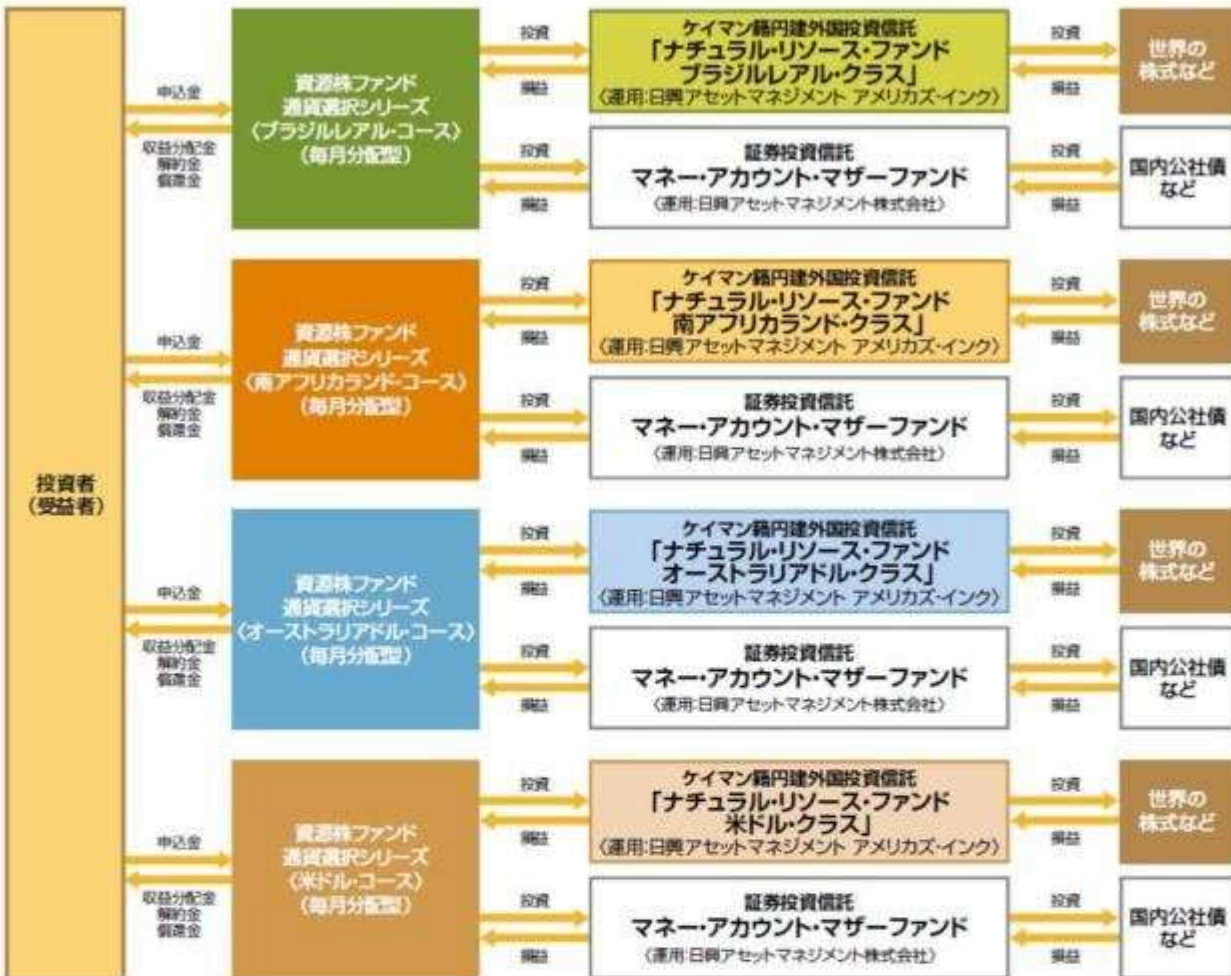 投資者
(受益者)
申込金
収益分配金
解約金
償還金
資源株ファンド
通貨選択シリーズ
〈ブラジルレアル・コース〉
(毎月分配型)
投資
損益
ケイマン籍円建外国投資信託
「ナチュラル・リソース・ファンド
ブラジルレアル・クラス」
〈運用:日興アセットマネジメント アメリカズ・インク〉
投資
損益
世界の
株式など
投資
損益
証券投資信託
マネー・アカウント・マザーファンド
〈運用:日興アセットマネジメント株式会社〉
投資
損益
国内公社債
など
申込金
収益分配金
解約金
償還金
資源株ファンド
通貨選択シリーズ
〈南アフリカランド・コース〉
(毎月分配型)
投資
損益
ケイマン籍円建外国投資信託
「ナチュラル・リソース・ファンド
南アフリカランド・クラス」
〈運用:日興アセットマネジメント アメリカズ・インク〉
投資
損益
世界の
株式など
投資
損益
証券投資信託
マネー・アカウント・マザーファンド
〈運用:日興アセットマネジメント株式会社〉
投資
損益
国内公社債
など
申込金
収益分配金
解約金
償還金
資源株ファンド
通貨選択シリーズ
〈オーストラリアドル・コース〉
(毎月分配型)
投資
損益
ケイマン籍円建外国投資信託
「ナチュラル・リソース・ファンド
オーストラリアドル・クラス」
〈運用:日興アセットマネジメント アメリカズ・インク〉
投資
損益
世界の
株式など
投資
損益
証券投資信託
マネー・アカウント・マザーファンド
〈運用:日興アセットマネジメント株式会社〉
投資
損益
国内公社債
など
申込金
収益分配金
解約金
償還金
資源株ファンド
通貨選択シリーズ
〈米ドル・コース〉
(毎月分配型)
投資
損益
ケイマン籍円建外国投資信託
「ナチュラル・リソース・ファンド
米ドル・クラス」
〈運用:日興アセットマネジメント アメリカズ・インク〉
投資
損益
世界の
株式など
投資
損益
証券投資信託
マネー・アカウント・マザーファンド
〈運用:日興アセットマネジメント株式会社〉
投資
損益
国内公社債
など